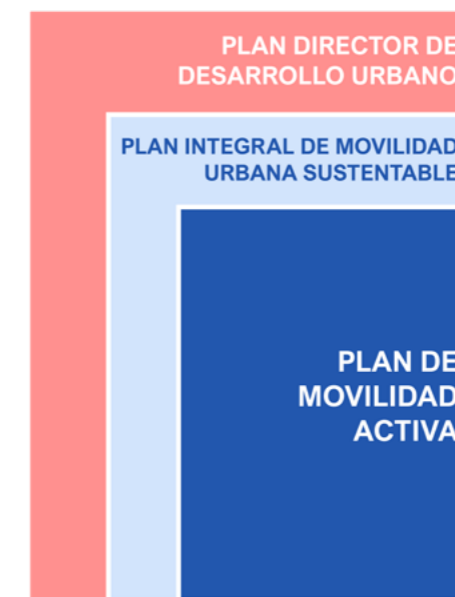 PLAN DIRECTOR DE
DESARROLLO URBANO
PLAN INTEGRAL DE MOVILIDAD
URBANA SUSTENTABLE
PLAN DE
MOVILIDAD
ACTIVA